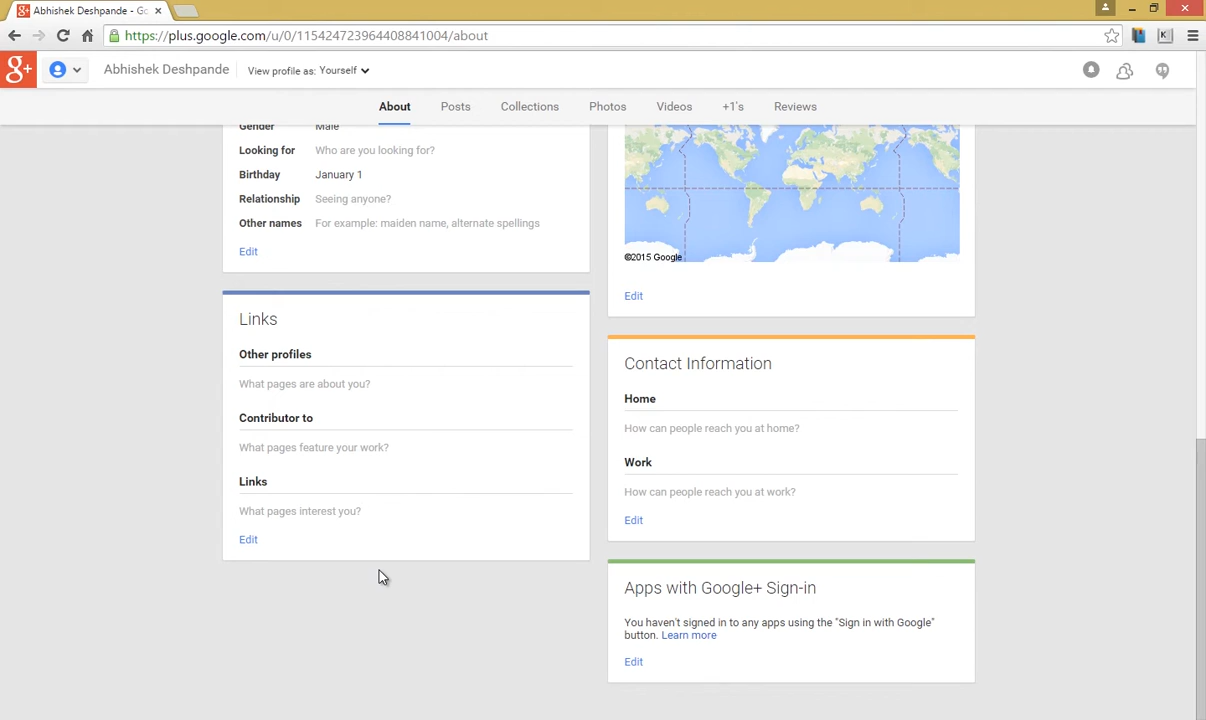 Abhishek Deshpande - Go
https://plus.google.com/u/0/115424723964408841004/about
g+
Abhishek Deshpande
View profile as: Yourself
About
Posts
Collections
Photos
Videos
+1's
Reviews
Gender Male
Looking for Who are you looking for?
Birthday January 1
Relationship Seeing anyone?
Other names For example: maiden name, alternate spellings
Edit
Links
Other profiles
What pages are about you?
Contributor to
What pages feature your work?
Links
What pages interest you?
Edit
©2015 Google
Edit
Contact Information
Home
How can people reach you at home?
Work
How can people reach you at work?
Edit
Apps with Google+ Sign-in
You haven't signed in to any apps using the "Sign in with Google"
button. Learn more
Edit